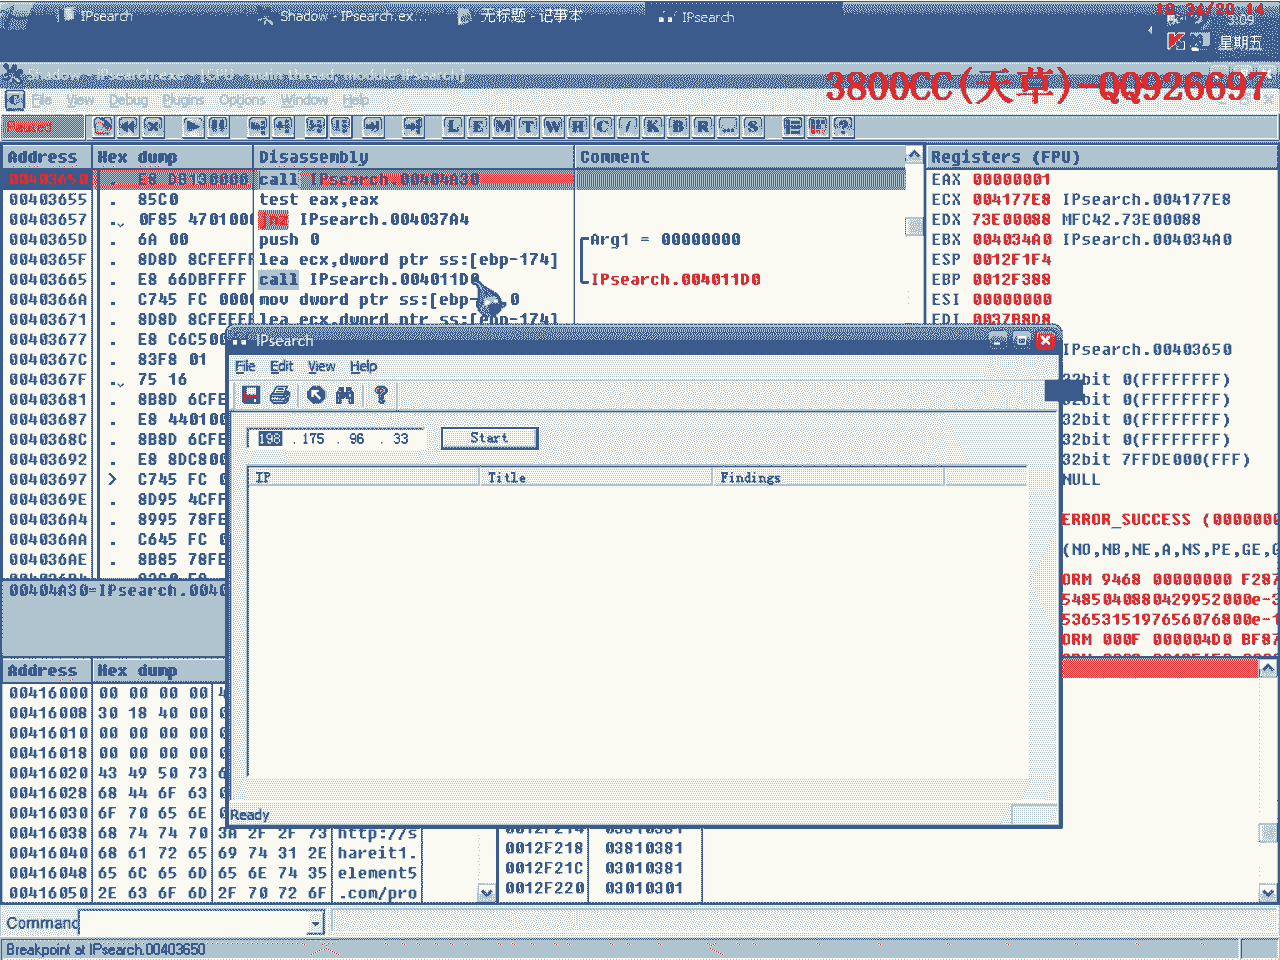 IPsearch
Shadow - IPsearch.ex...
无标题 - 记事本
IPsearch
3:09
星期五
Shadow - IPsearch.exe - [CPU - main thread, module IPsearch]
3800CC(天草)-QQ926697
File View Debug Plugins Options Window Help
Paused
L E M T W H C / K B R ... S
Address Hex dump Disassembly Comment
00403650 . E8 DB130000 call IPsearch.00404A30
00403655 . 85C0 test eax,eax
00403657 . 0F85 4701000 jnz IPsearch.004037A4
0040365D . 6A 00 push 0 Arg1 = 00000000
0040365F . 8D8D 8CFEFFFF lea ecx,dword ptr ss:[ebp-174]
00403665 . E8 66DBFFFF call IPsearch.004011D0 IPsearch.004011D0
0040366A . C745 FC 0000 mov dword ptr ss:[ebp- 0
00403671 . 8D8D 8CFEFFFF lea ecx,dword ptr ss:[ebp-174]
00403677 . E8 C6C500
0040367C . 83F8 01
0040367F . 75 16
00403681 . 8B8D 6CFE
00403687 . E8 440100
0040368C . 8B8D 6CFE
00403692 . E8 8DC800
00403697 > C745 FC 0
0040369E . 8D95 4CFF
004036A4 . 8995 78FE
004036AA . C645 FC 0
004036AE . 8B85 78FE
00404A30=IPsearch.0040
Registers (FPU)
EAX 00000001
ECX 004177E8 IPsearch.004177E8
EDX 73E00088 MFC42.73E00088
EBX 004034A0 IPsearch.004034A0
ESP 0012F1F4
EBP 0012F388
ESI 00000000
EDI 0037B8D8
IPsearch.00403650
32bit 0(FFFFFFFF)
32bit 0(FFFFFFFF)
32bit 0(FFFFFFFF)
32bit 0(FFFFFFFF)
32bit 7FFDE000(FFF)
NULL
ERROR_SUCCESS (0000000
(NO,NB,NE,A,NS,PE,GE,G
ORM 9468 00000000 F287
5485040880429952000e-3
5365315197656076800e-1
ORM 000F 000004D0 BF87
IPsearch
File Edit View Help
198 . 175 . 96 . 33 Start
IP Title Findings
Ready
Address Hex dump
00416000 00 00 00 00
00416008 30 18 40 00
00416010 00 00 00 00
00416018 00 00 00 00
00416020 43 49 50 73
00416028 68 44 6F 63
00416030 6F 70 65 6E
00416038 68 74 74 70 3A 2F 2F 73 http://s
00416040 68 61 72 65 69 74 31 2E hareit1.
00416048 65 6C 65 6D 65 6E 74 35 element5
00416050 2E 63 6F 6D 2F 70 72 6F .com/pro
0012F214 03810381
0012F218 03810381
0012F21C 03010381
0012F220 03010301
Command
Breakpoint at IPsearch.00403650